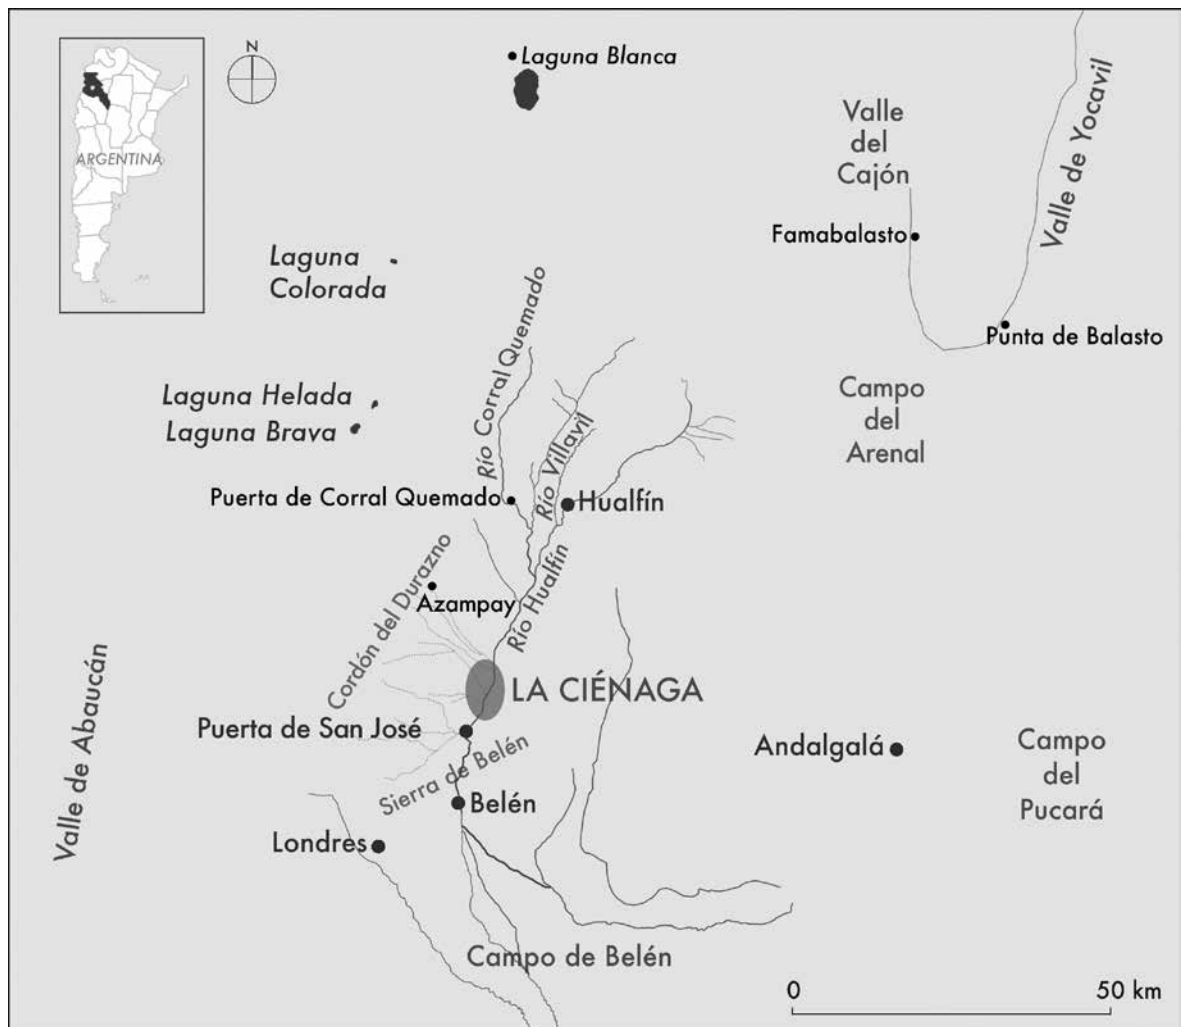 N
ARGENTINA
Laguna Blanca
Valle
del
Cajón
Valle de Yocavil
Famabalasto
Punta de Balasto
Laguna
Colorada
Río Corral Quemado
Laguna Helada
Laguna Brava
Campo
del
Arenal
Río Villavil
Puerta de Corral Quemado
Hualfín
Cordón del Durazno
Azampay
Río Hualfín
LA CIÉNAGA
Valle de Abaucán
Puerta de San José
Sierra de Belén
Andalgalá
Campo
del
Pucará
Belén
Londres
Campo de Belén
0 50 km